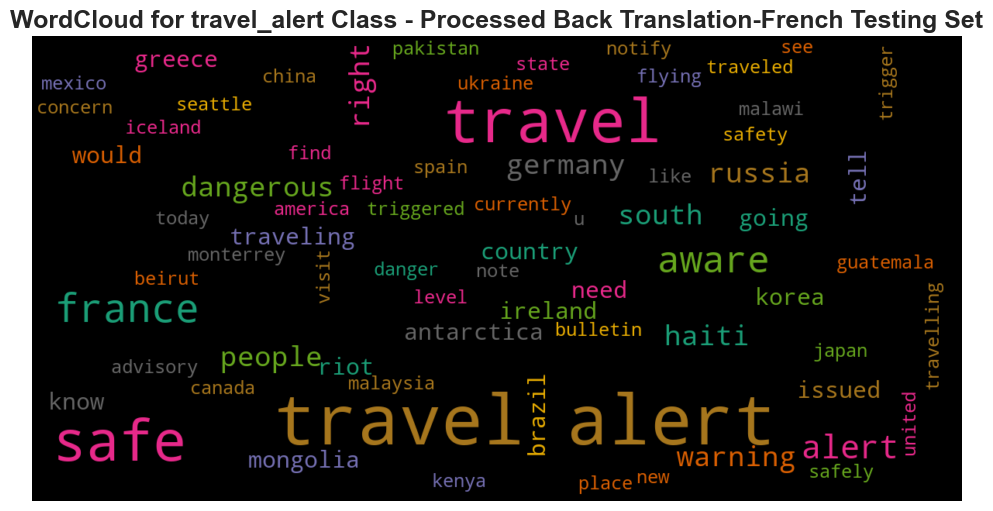 WordCloud for travel_alert Class - Processed Back Translation-French Testing Set
pakistan
notify
see
greece
right
state
traveled
trigger
mexico
china
ukraine
flying
concern
seattle
travel
malawi
iceland
safety
would
find
spain
germany
like
russia
tell
dangerous
flight
today
america
triggered
currently
u
south
going
traveling
monterrey
visit
country
aware
guatemala
beirut
danger
note
france
level
need
korea
ireland
travelling
antarctica
bulletin
haiti
people
riot
japan
advisory
canada
malaysia
brazil
issued
know
travel alert
united
safe
alert
mongolia
warning
safely
kenya
place
new